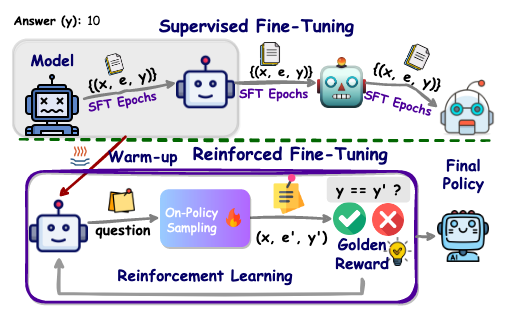 Answer (y): 10
Supervised Fine-Tuning
Model
{(x, e, y)}
SFT Epochs
{(x, e, y)}
SFT Epochs
{(x, e, y)}
SFT Epochs
Warm-up
Reinforced Fine-Tuning
Final
Policy
question
On-Policy
Sampling
(x, e', y')
y == y' ?
Golden
Reward
Reinforcement Learning
AI